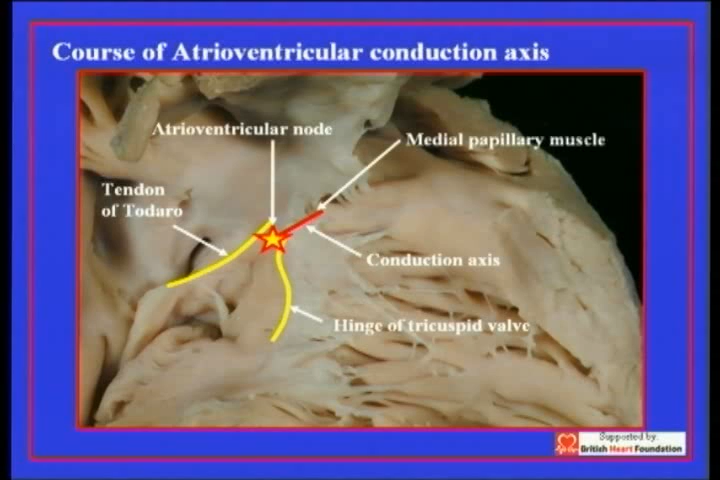 Course of Atrioventricular conduction axis
Atrioventricular node
Medial papillary muscle
Tendon
of Todaro
Conduction axis
Hinge of tricuspid valve
Supported by
British Heart Foundation